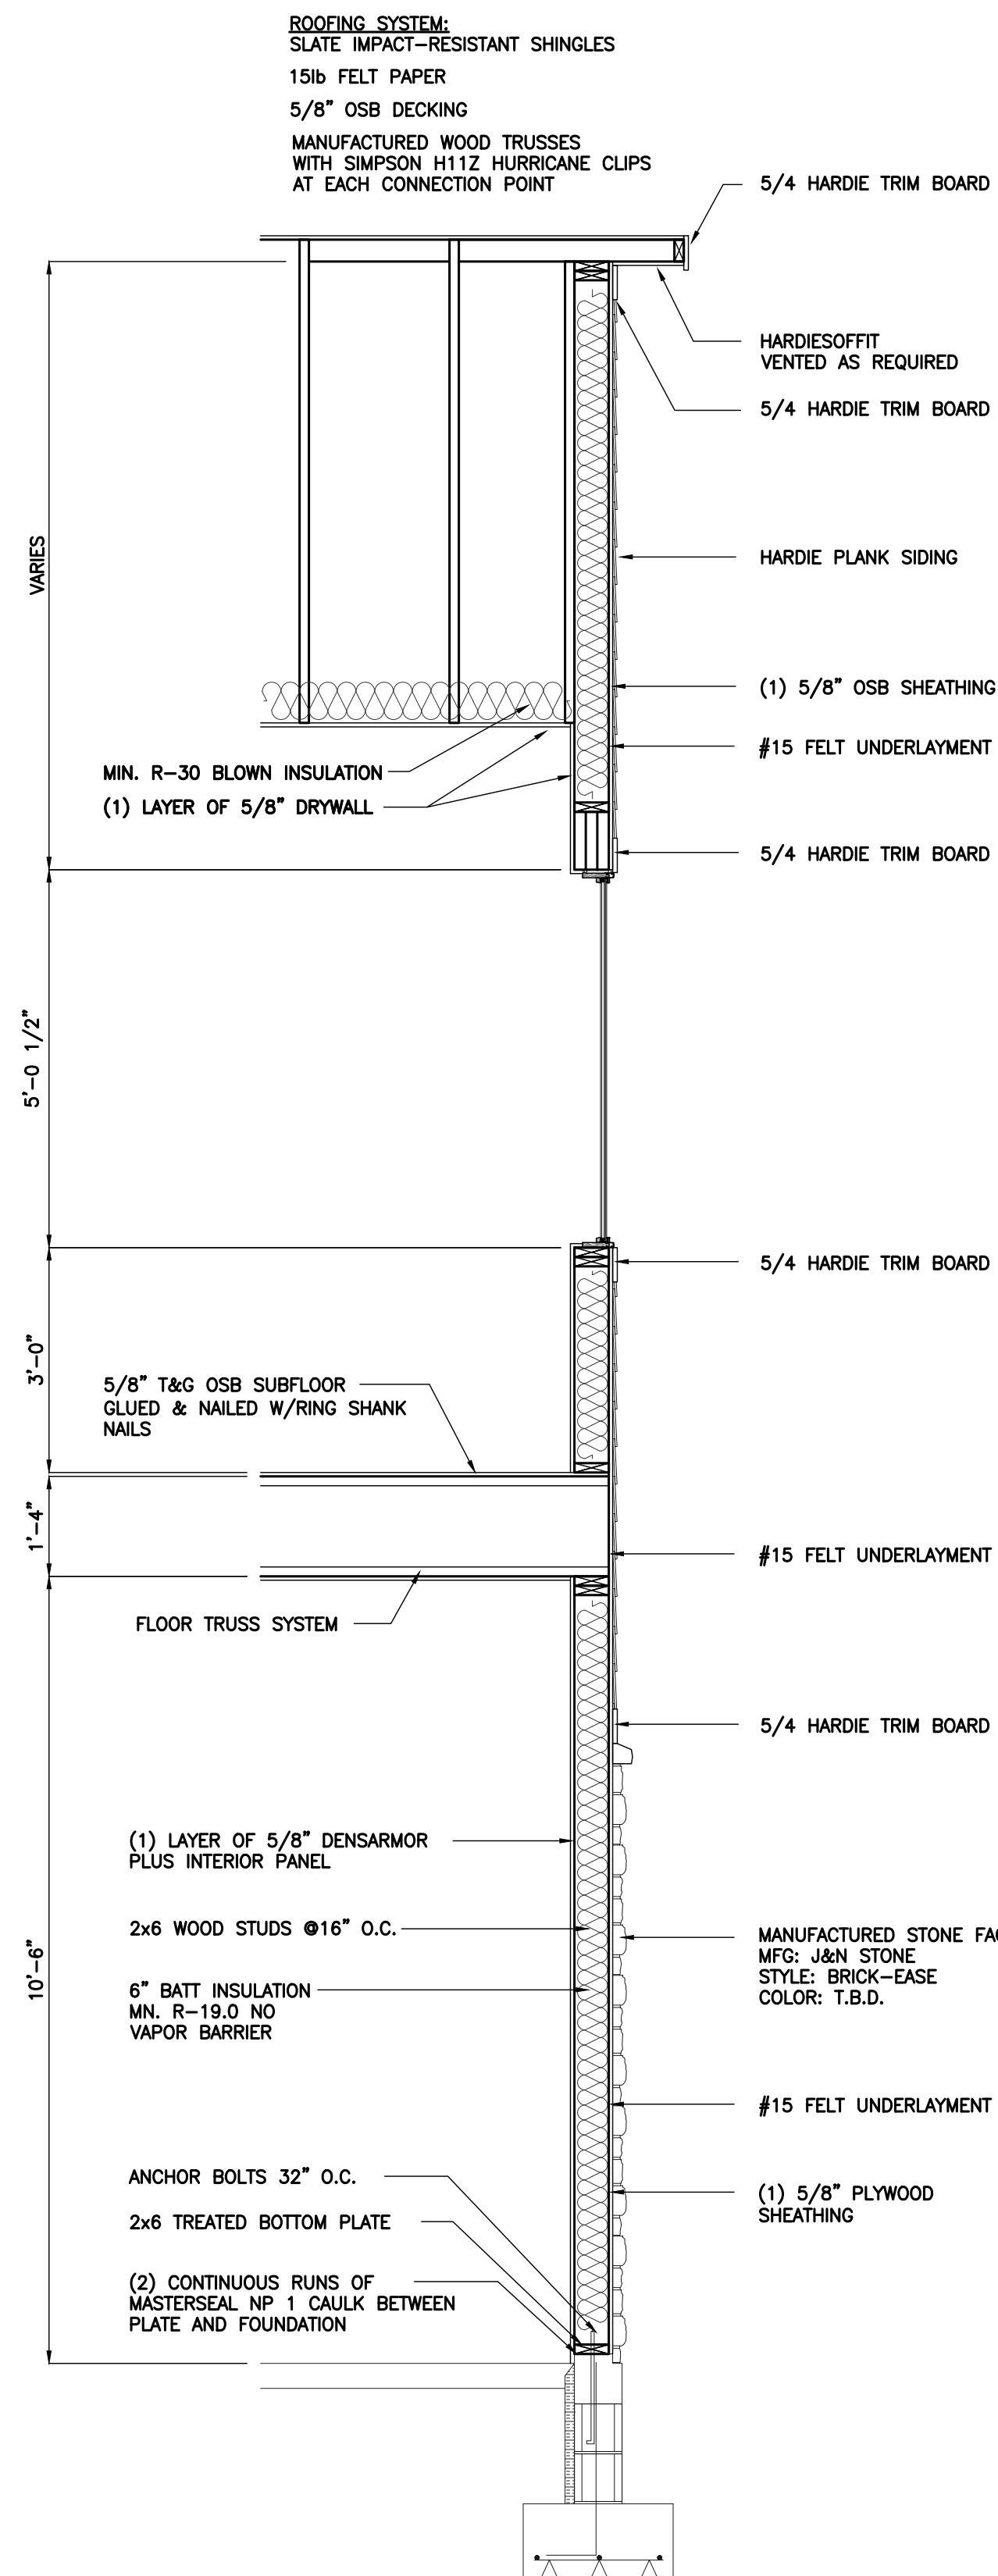 ROOFING SYSTEM:
SLATE IMPACT-RESISTANT SHINGLES
15lb FELT PAPER
5/8" OSB DECKING
MANUFACTURED WOOD TRUSSES
WITH SIMPSON H11Z HURRICANE CLIPS
AT EACH CONNECTION POINT
5/4 HARDIE TRIM BOARD
HARDIESOFFIT
VENTED AS REQUIRED
5/4 HARDIE TRIM BOARD
VARIES
HARDIE PLANK SIDING
(1) 5/8" OSB SHEATHING
#15 FELT UNDERLAYMENT
MIN. R-30 BLOWN INSULATION
(1) LAYER OF 5/8" DRYWALL
5/4 HARDIE TRIM BOARD
5'-0 1/2"
5/4 HARDIE TRIM BOARD
3'-0"
5/8" T&G OSB SUBFLOOR
GLUED & NAILED W/RING SHANK
NAILS
1'-4"
#15 FELT UNDERLAYMENT
FLOOR TRUSS SYSTEM
5/4 HARDIE TRIM BOARD
(1) LAYER OF 5/8" DENSARMOR
PLUS INTERIOR PANEL
2x6 WOOD STUDS @16" O.C.
10'-6"
MANUFACTURED STONE
MFG: J&N STONE
STYLE: BRICK-EASE
COLOR: T.B.D.
6" BATT INSULATION
MN. R-19.0 NO
VAPOR BARRIER
#15 FELT UNDERLAYMENT
ANCHOR BOLTS 32" O.C.
(1) 5/8" PLYWOOD
SHEATHING
2x6 TREATED BOTTOM PLATE
(2) CONTINUOUS RUNS OF
MASTERSEAL NP 1 CAULK BETWEEN
PLATE AND FOUNDATION